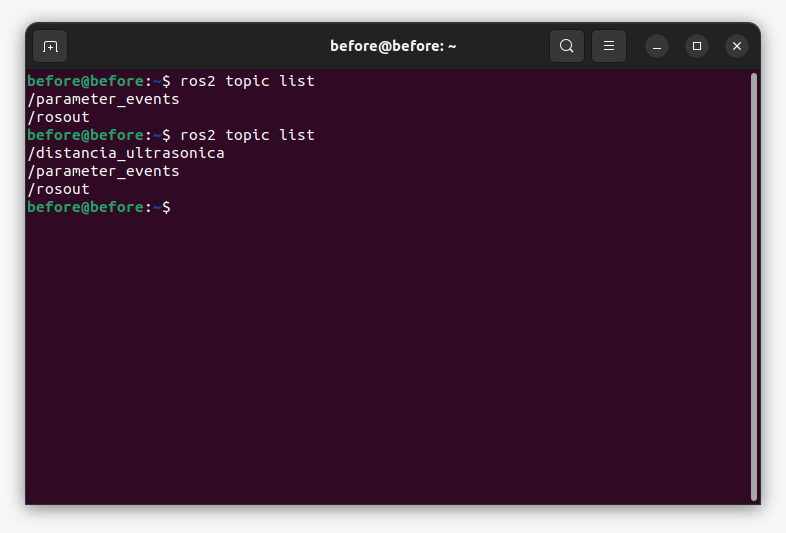 before@before: ~
before@before:~$ ros2 topic list
/parameter_events
/rosout
before@before:~$ ros2 topic list
/distancia_ultrasonica
/parameter_events
/rosout
before@before:~$